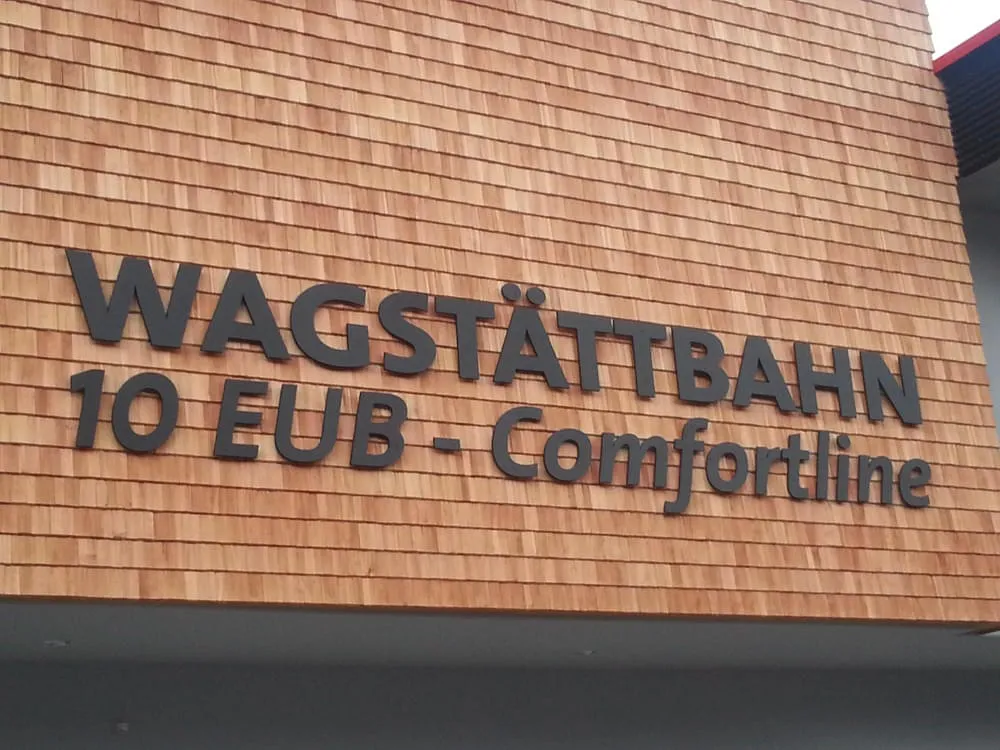 WAGSTÄTTBAHN
10 EUB - Comfortline